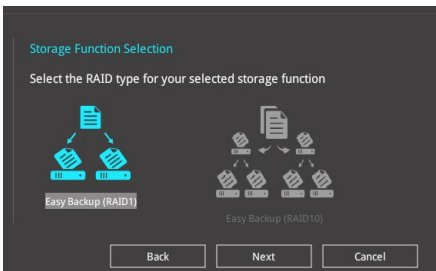 Storage Function Selection
Select the RAID type for your selected storage function
Easy Backup (RAID1)
Easy Backup (RAID10)
Back
Next
Cancel